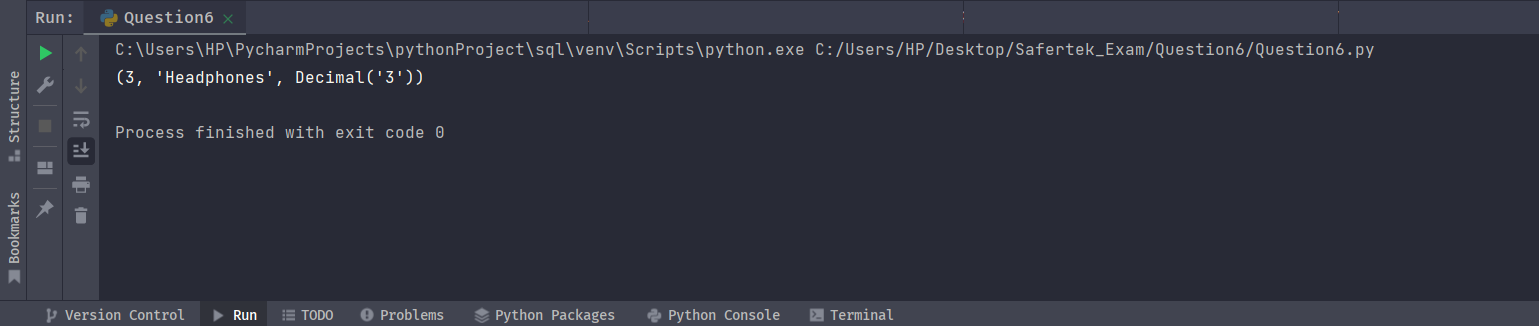 Run: Question6
C:\Users\HP\PycharmProjects\pythonProject\sql\venv\Scripts\python.exe C:/Users/HP/Desktop/Safertek_Exam/Question6/Question6.py
(3, 'Headphones', Decimal('3'))
Process finished with exit code 0
Structure
Bookmarks
Version Control Run TODO Problems Python Packages Python Console Terminal